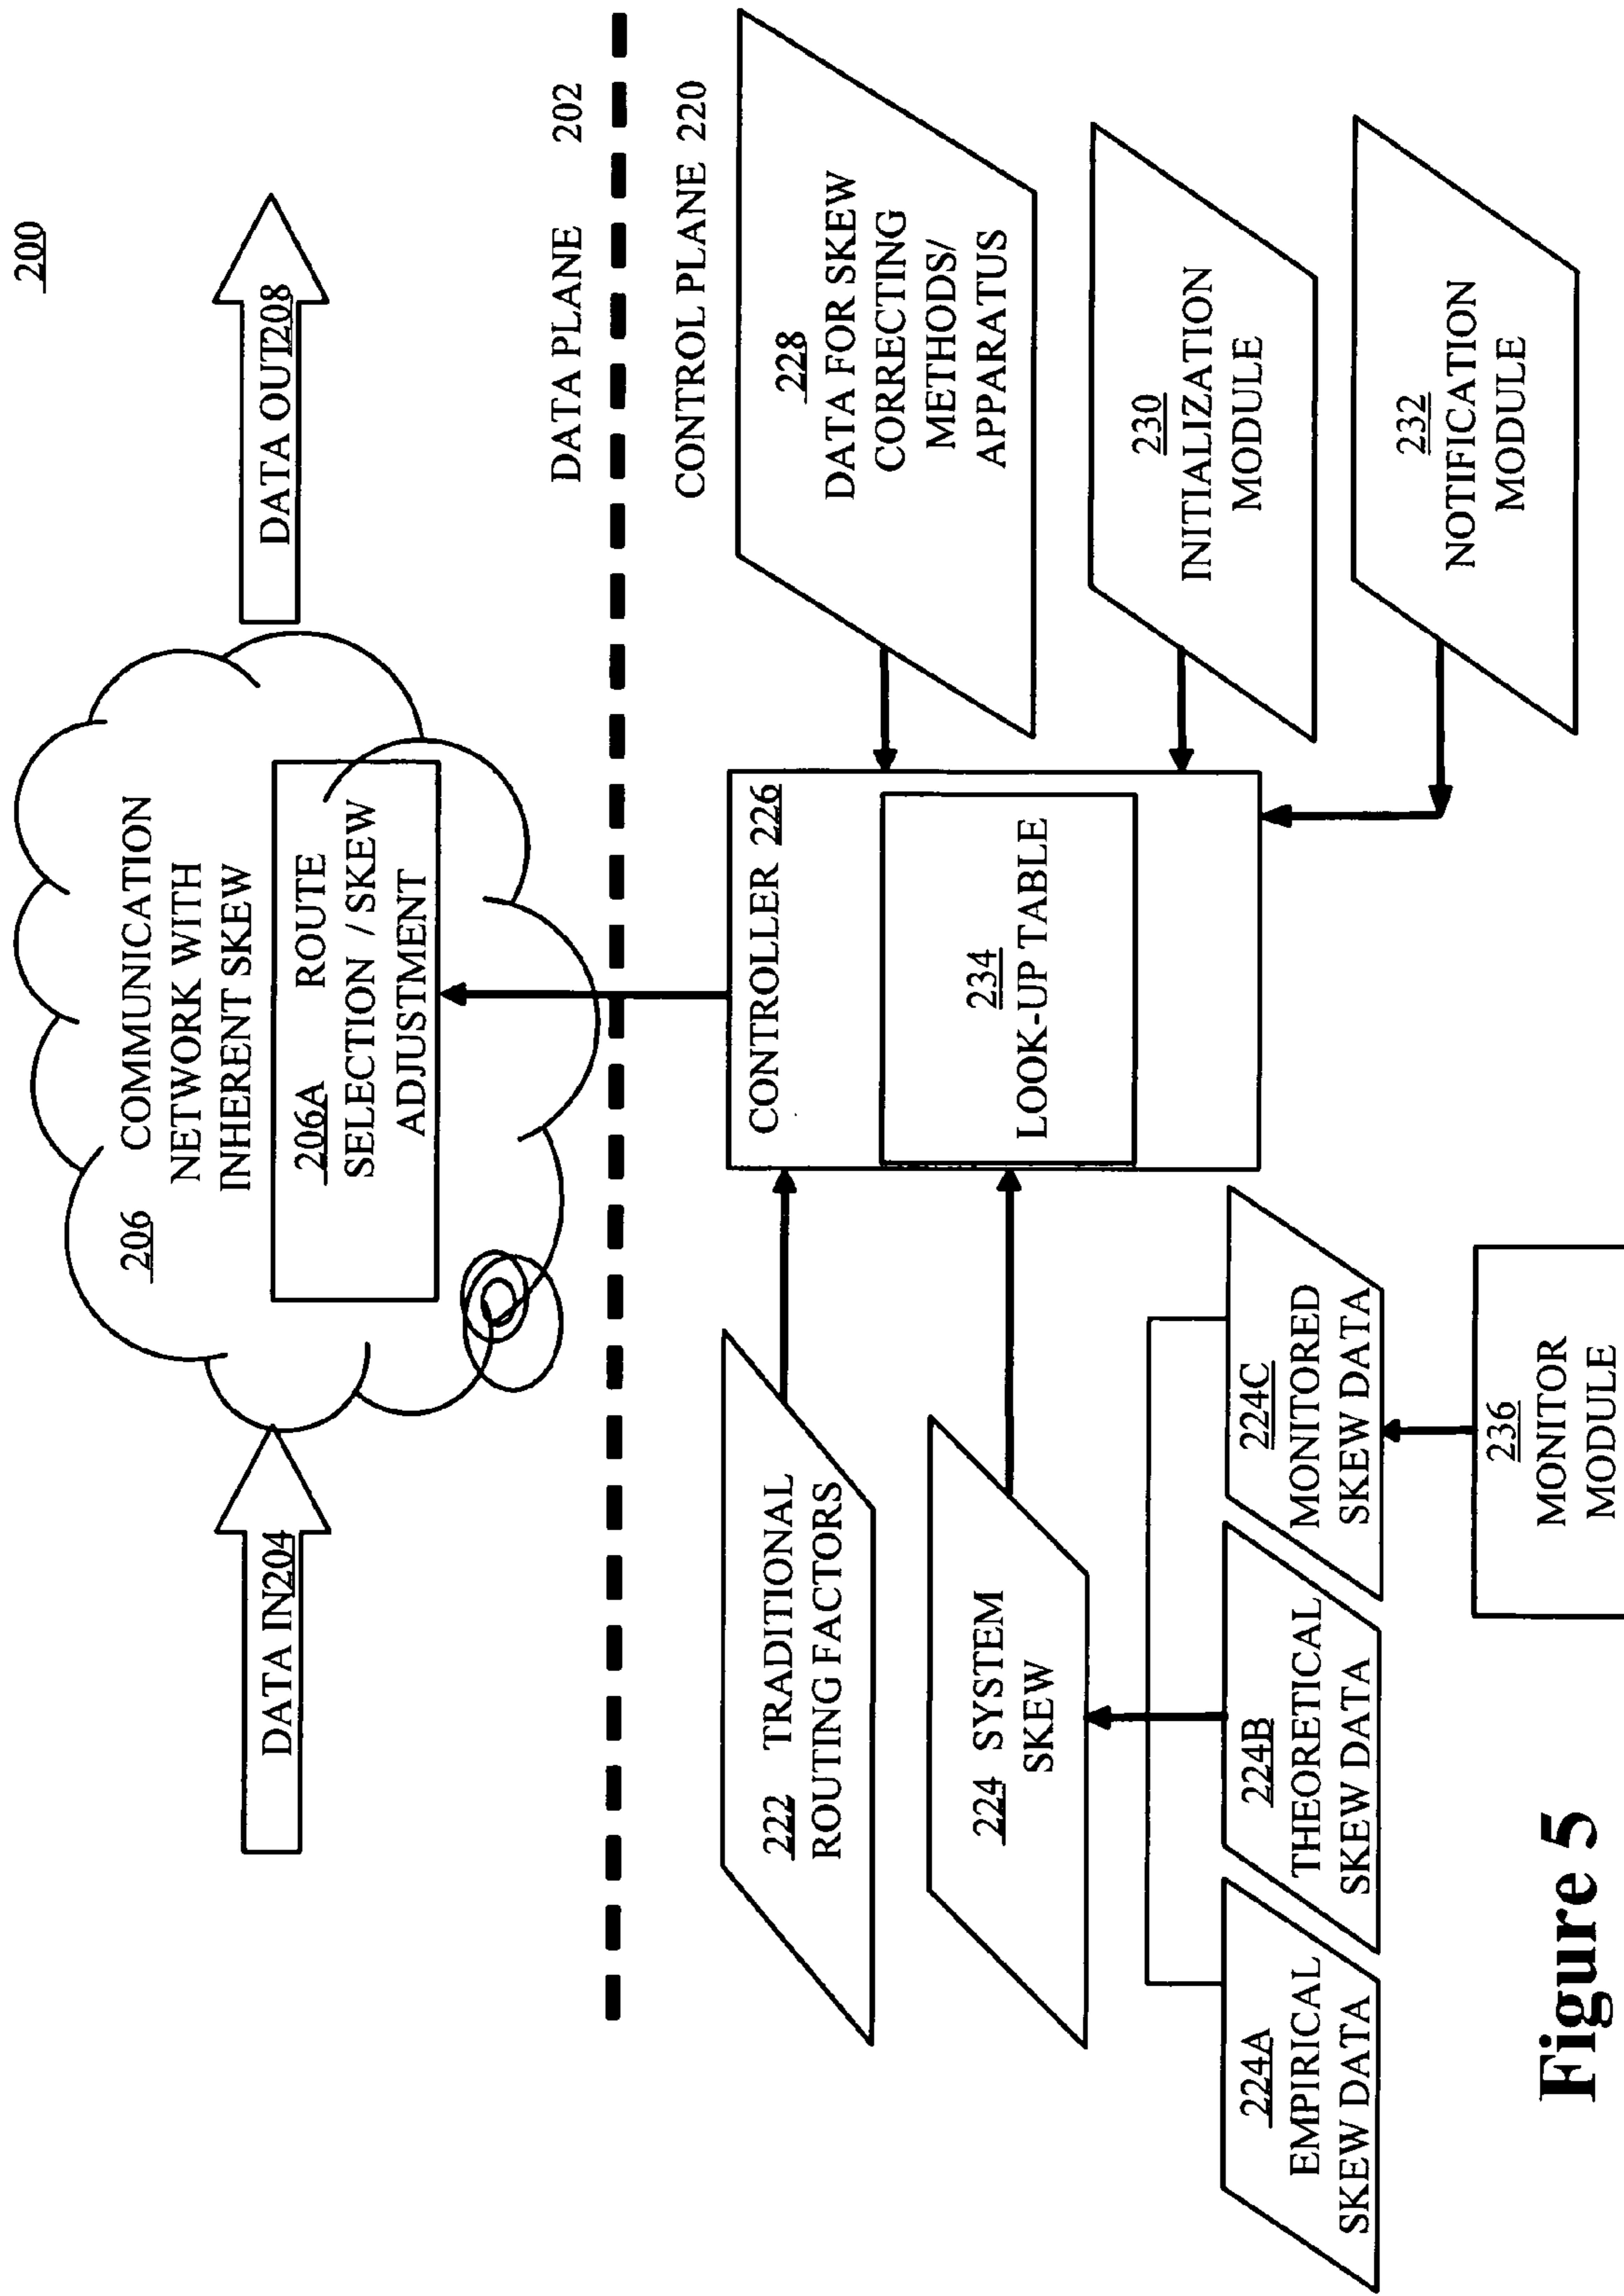 200
DATA IN 204
206 COMMUNICATION
NETWORK WITH
INHERENT SKEW
206A ROUTE
SELECTION / SKEW
ADJUSTMENT
DATA OUT 208
DATA PLANE 202
CONTROL PLANE 220
222 TRADITIONAL
ROUTING FACTORS
224 SYSTEM
SKEW
224A
EMPIRICAL
SKEW DATA
224B
THEORETICAL
SKEW DATA
224C
MONITORED
SKEW DATA
236
MONITOR
MODULE
CONTROLLER 226
234
LOOK-UP TABLE
228
DATA FOR SKEW
CORRECTING
METHODS/
APPARATUS
230
INITIALIZATION
MODULE
232
NOTIFICATION
MODULE
Figure 5